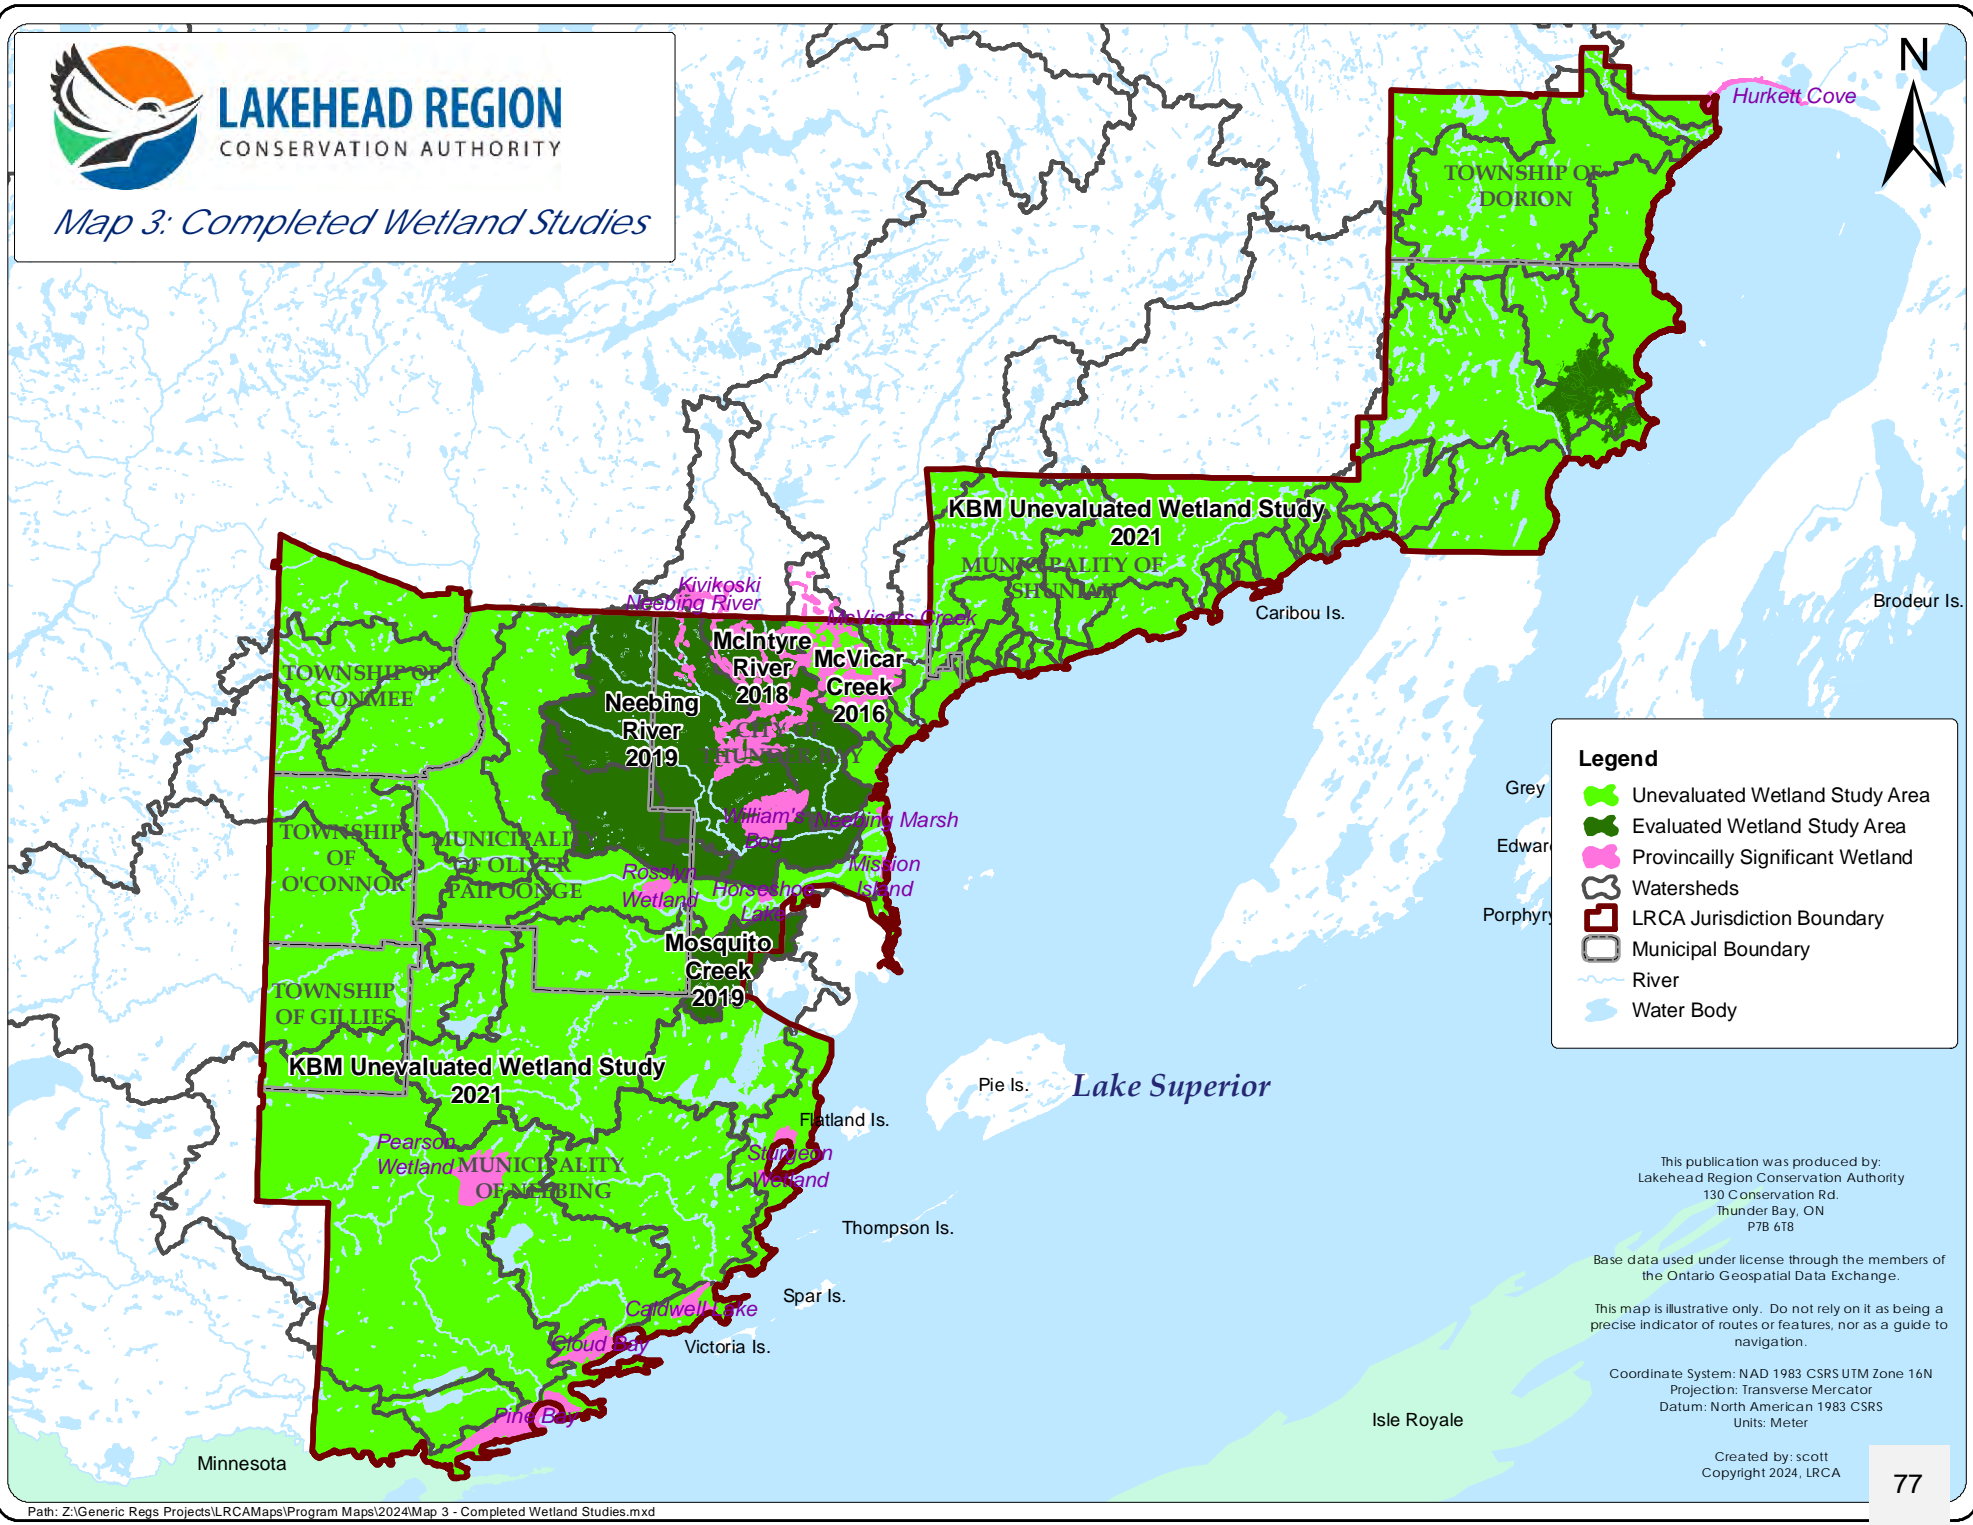 LAKEHEAD REGION
CONSERVATION AUTHORITY
Map 3: Completed Wetland Studies
N
Hurkett Cove
TOWNSHIP OF
DORION
KBM Unevaluated Wetland Study
2021
MUNICIPALITY OF
SHUNIAH
Caribou Is.
Brodeur Is.
Kivikoski
Neebing River
McVicars Creek
McIntyre
River
2018
McVicar
Creek
2016
Neebing
River
2019
CITY OF
THUNDER BAY
TOWNSHIP OF
CONMEE
TOWNSHIP
OF
O'CONNOR
MUNICIPALITY
OF OLIVER
PAIPOONGE
William's
Bog
Neebing Marsh
Mission
Island
Rosslyn
Wetland
Horseshoe
Lake
Mosquito
Creek
2019
TOWNSHIP
OF GILLIES
KBM Unevaluated Wetland Study
2021
Pearson
Wetland
MUNICIPALITY
OF NEEBING
Pie Is.
Lake Superior
Flatland Is.
Sturgeon
Wetland
Thompson Is.
Spar Is.
Caldwell Lake
Cloud Bay
Victoria Is.
Pine Bay
Minnesota
Isle Royale
Grey
Edwar
Porphyry
Legend
Unevaluated Wetland Study Area
Evaluated Wetland Study Area
Provincailly Significant Wetland
Watersheds
LRCA Jurisdiction Boundary
Municipal Boundary
River
Water Body
This publication was produced by:
Lakehead Region Conservation Authority
130 Conservation Rd.
Thunder Bay, ON
P7B 6T8
Base data used under license through the members of
the Ontario Geospatial Data Exchange.
This map is illustrative only. Do not rely on it as being a
precise indicator of routes or features, nor as a guide to
navigation.
Coordinate System: NAD 1983 CSRS UTM Zone 16N
Projection: Transverse Mercator
Datum: North American 1983 CSRS
Units: Meter
Created by: scott
Copyright 2024, LRCA
77
Path: Z:\Generic Regs Projects\LRCAMaps\Program Maps\2024\Map 3 - Completed Wetland Studies.mxd